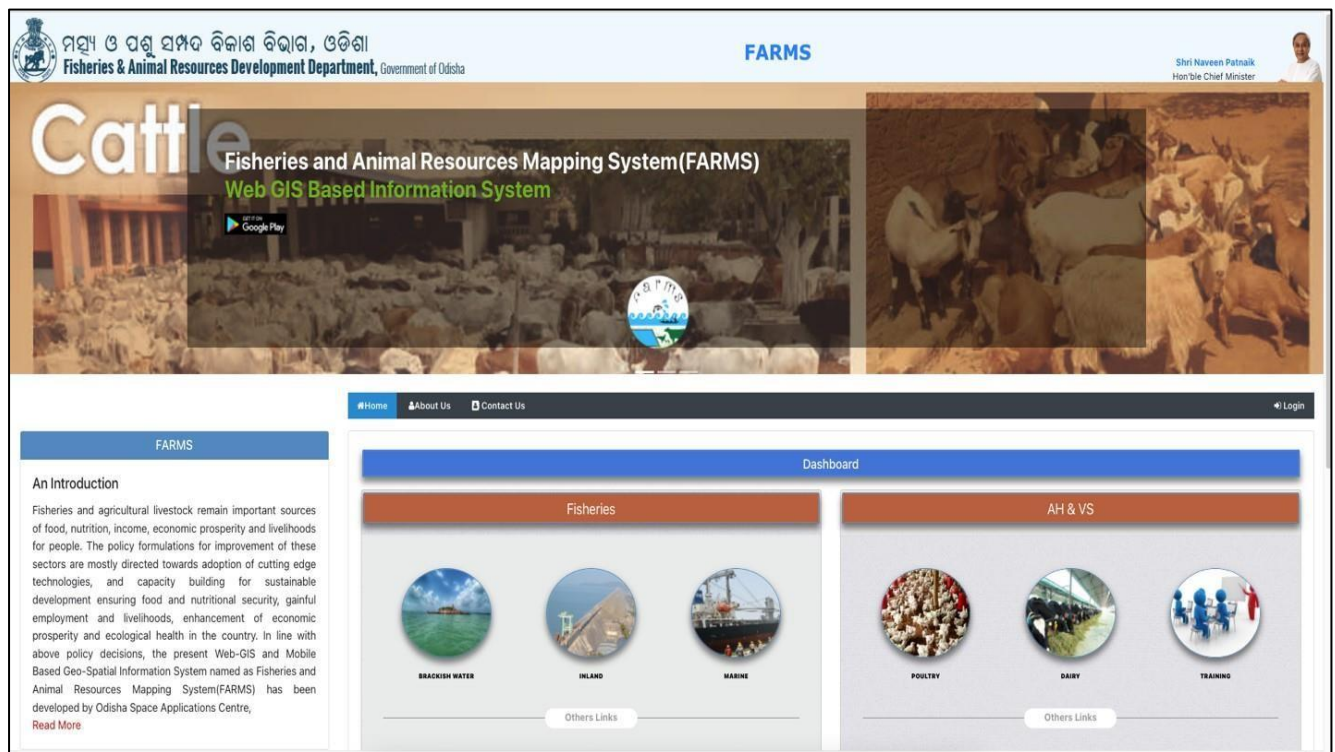 ମତ୍ସ୍ୟ ଓ ପଶୁ ସମ୍ପଦ ବିକାଶ ବିଭାଗ, ଓଡିଶା
Fisheries & Animal Resources Development Department, Government of Odisha
FARMS
Shri Naveen Patnaik
Hon'ble Chief Minister
Cattle
Fisheries and Animal Resources Mapping System(FARMS)
Web GIS Based Information System
GET IT ON
Google Play
farms
Home About Us Contact Us Login
FARMS
An Introduction
Fisheries and agricultural livestock remain important sources
of food, nutrition, income, economic prosperity and livelihoods
for people. The policy formulations for improvement of these
sectors are mostly directed towards adoption of cutting edge
technologies, and capacity building for sustainable
development ensuring food and nutritional security, gainful
employment and livelihoods, enhancement of economic
prosperity and ecological health in the country. In line with
above policy decisions, the present Web-GIS and Mobile
Based Geo-Spatial Information System named as Fisheries and
Animal Resources Mapping System(FARMS) has been
developed by Odisha Space Applications Centre,
Read More
Dashboard
Fisheries
BRACKISH WATER INLAND MARINE
Others Links
AH & VS
POULTRY DAIRY TRAINING
Others Links